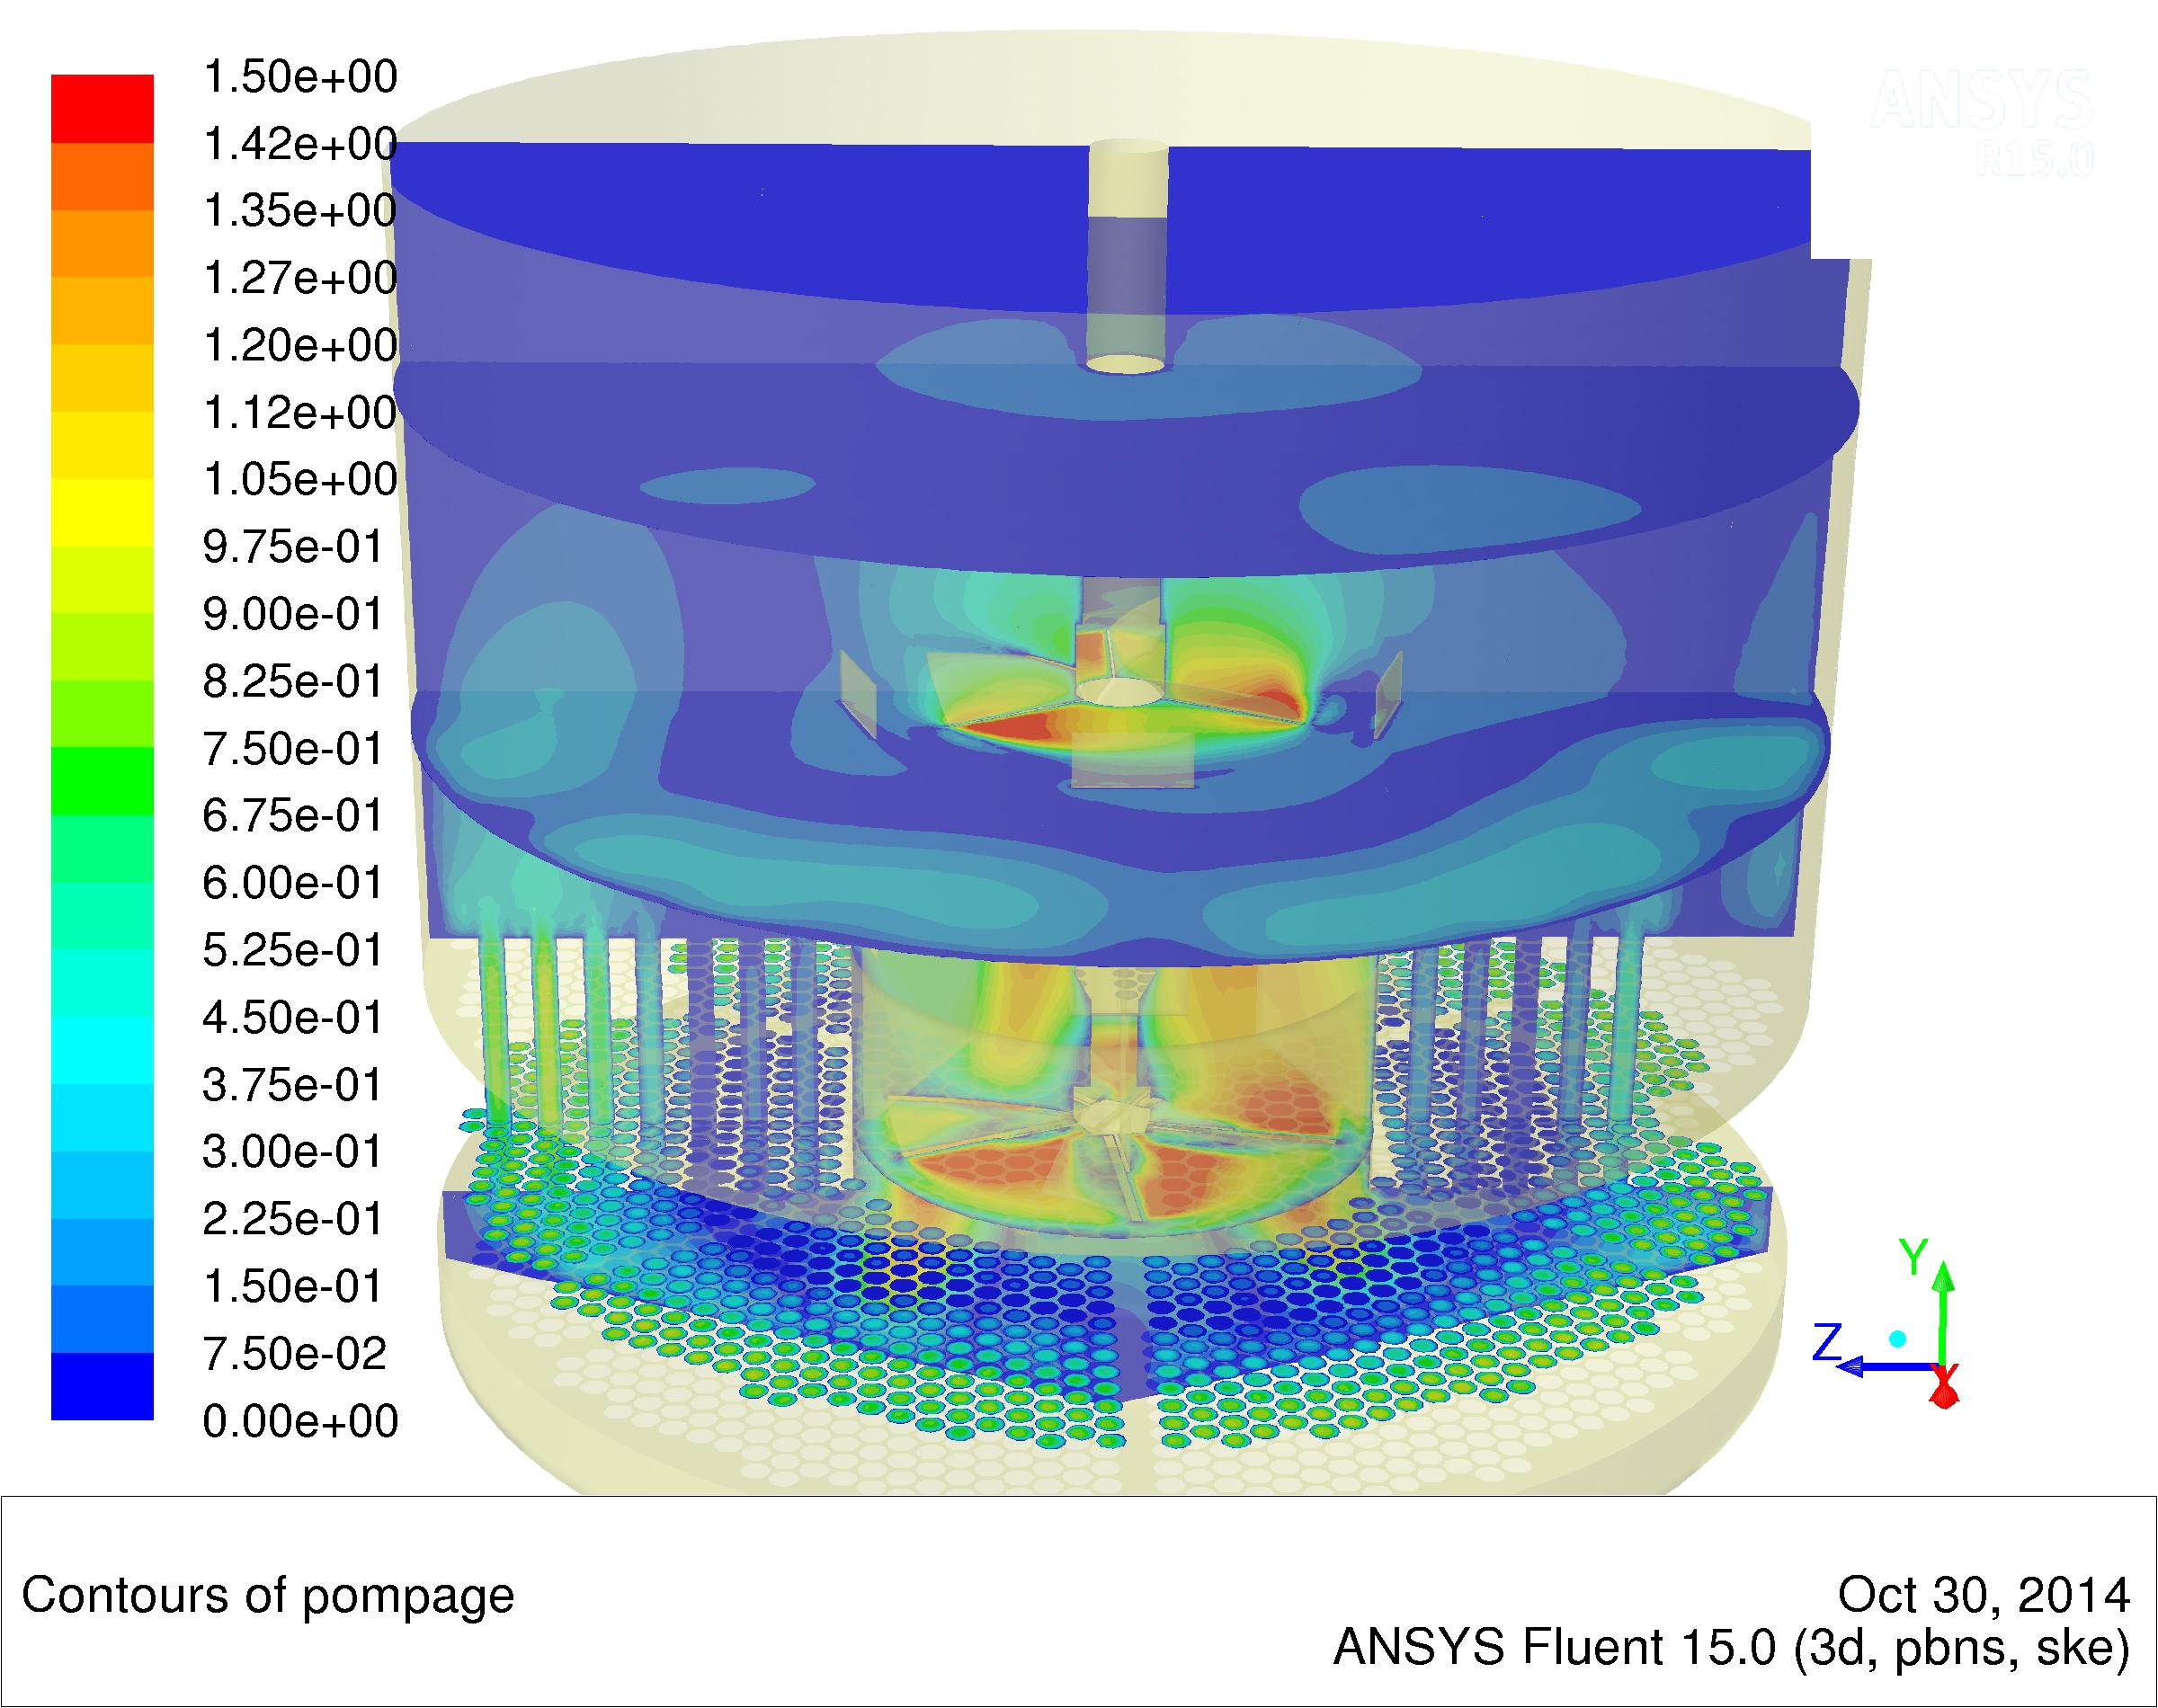 1.50e+00
1.42e+00
1.35e+00
1.27e+00
1.20e+00
1.12e+00
1.05e+00
9.75e-01
9.00e-01
8.25e-01
7.50e-01
6.75e-01
6.00e-01
5.25e-01
4.50e-01
3.75e-01
3.00e-01
2.25e-01
1.50e-01
7.50e-02
0.00e+00
ANSYS
R15.0
Y
Z
X
Contours of pompage
Oct 30, 2014
ANSYS Fluent 15.0 (3d, pbns, ske)